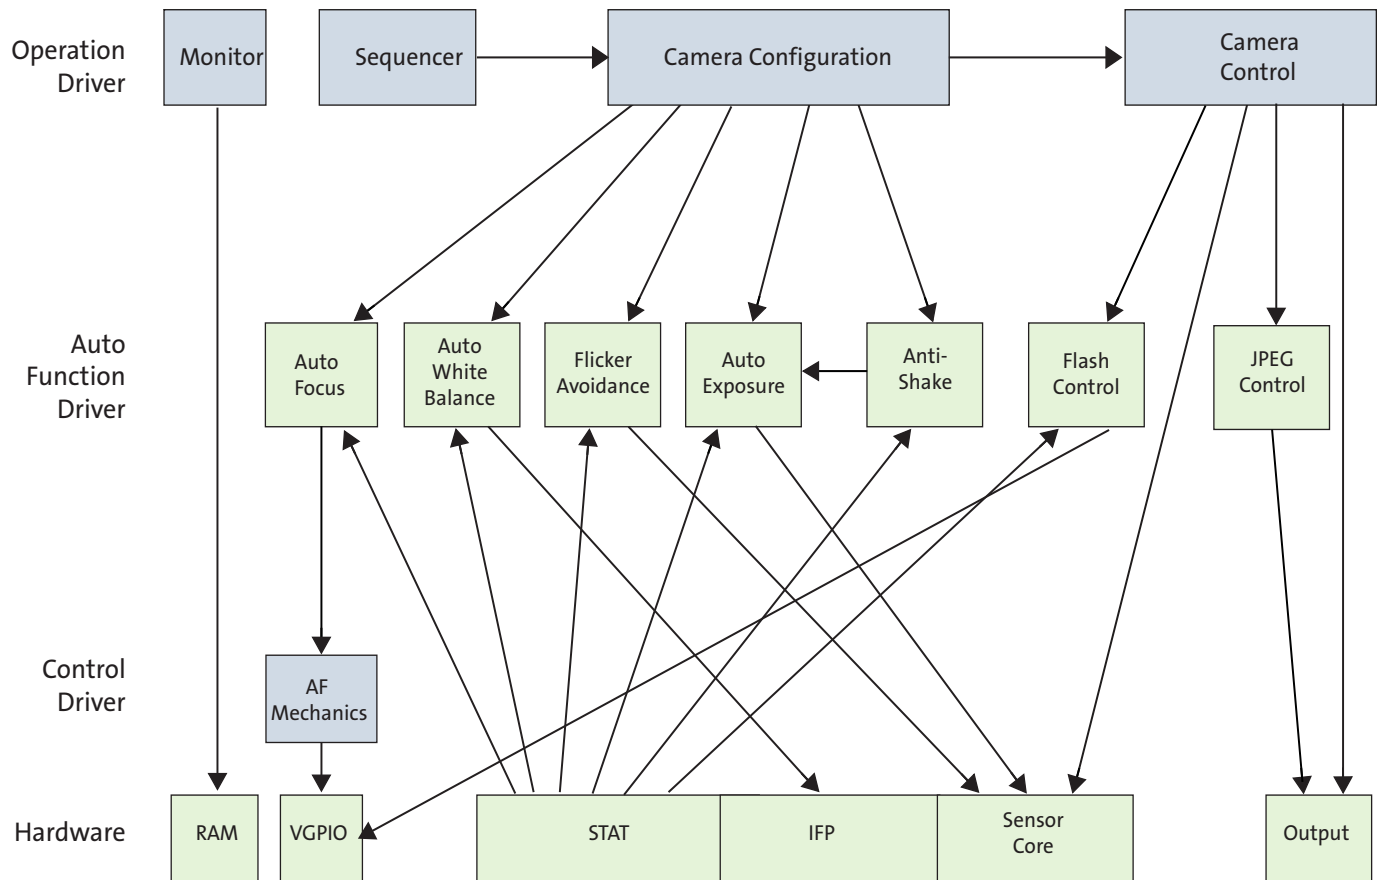 Operation
Driver
Monitor
Sequencer
Camera Configuration
Camera
Control
Auto
Function
Driver
Auto
Focus
Auto
White
Balance
Flicker
Avoidance
Auto
Exposure
Anti-
Shake
Flash
Control
JPEG
Control
Control
Driver
AF
Mechanics
Hardware
RAM
VGPIO
STAT
IFP
Sensor
Core
Output